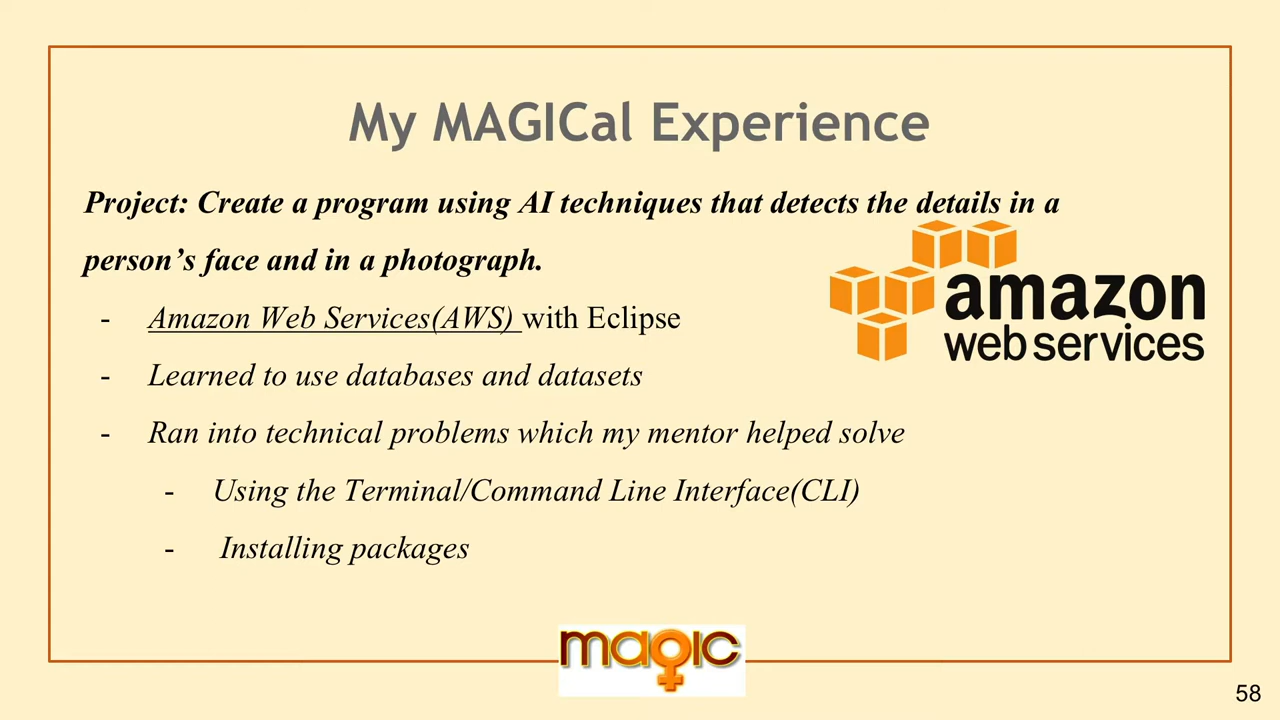 My MAGICal Experience
Project: Create a program using AI techniques that detects the details in a
person’s face and in a photograph.
- Amazon Web Services(AWS) with Eclipse
- Learned to use databases and datasets
- Ran into technical problems which my mentor helped solve
- Using the Terminal/Command Line Interface(CLI)
- Installing packages
amazon
web services
magic
58